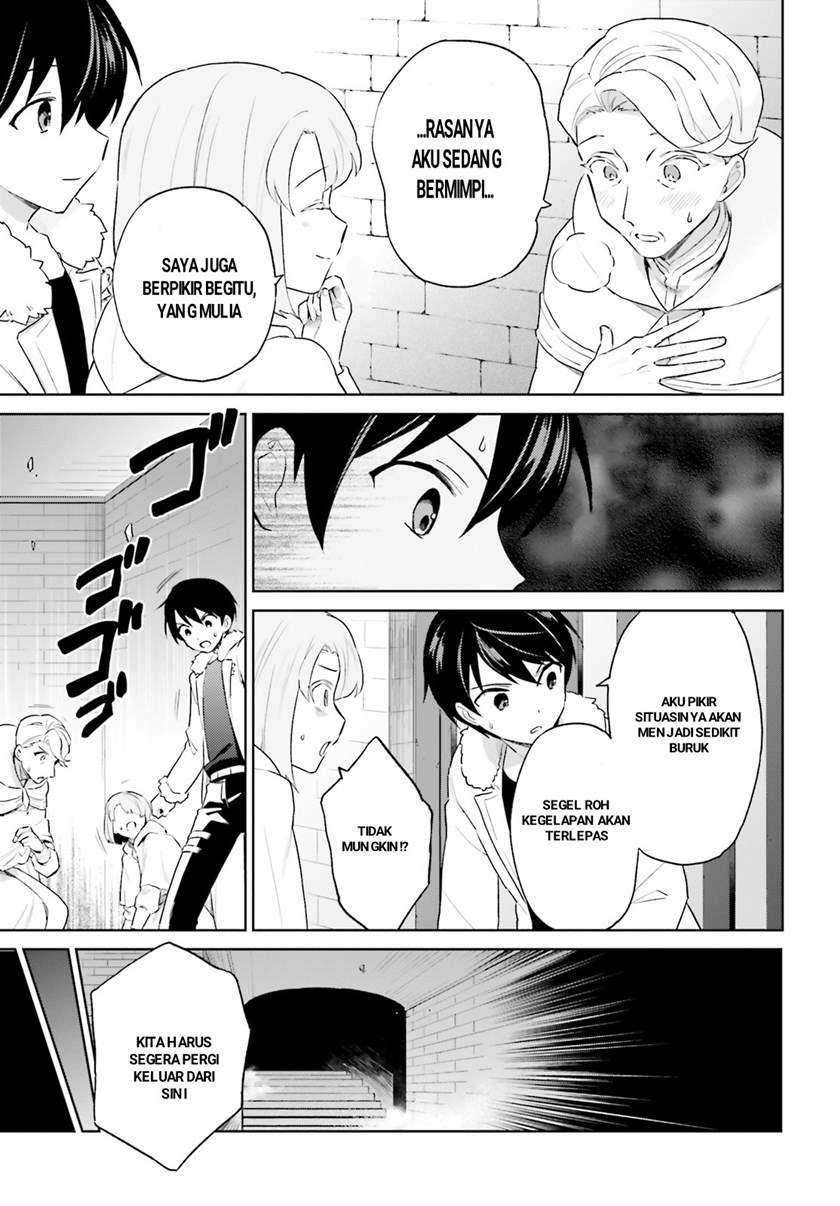 ...RASANYA
AKU SEDANG
BERMIMPI...
SAYA JUGA
BERPIKIR BEGITU,
YANG MULIA
ゴゴゴゴ
AKU PIKIR
SITUASINYA AKAN
MENJADI SEDIKIT
BURUK
SEGEL ROH
KEGELAPAN AKAN
TERLEPAS
TIDAK
MUNGKIN!?
KITA HARUS
SEGERA PERGI
KELUAR DARI
SINI